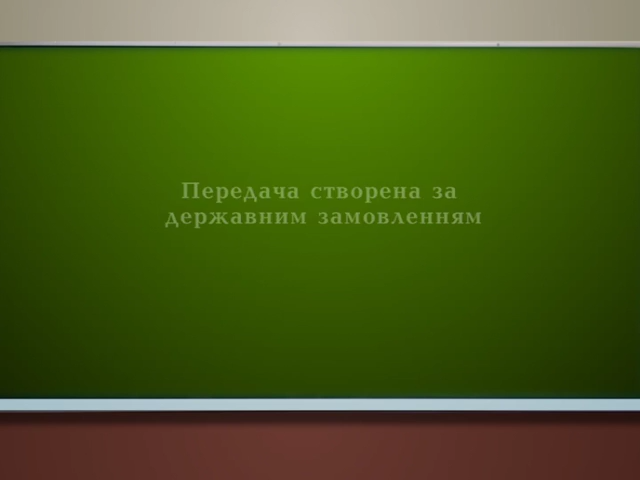 Передача створена за
державним замовленням